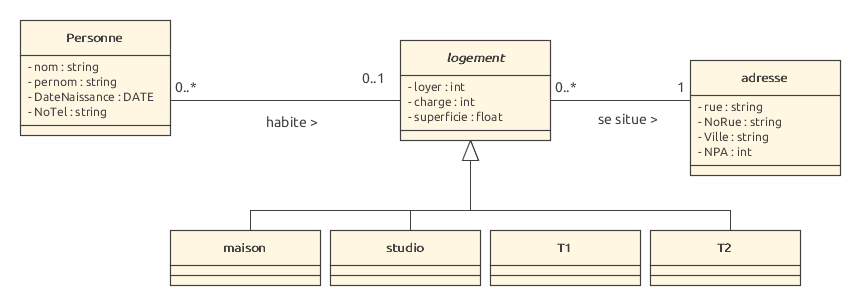 Personne
- nom : string
- pernom : string
- DateNaissance : DATE
- NoTel : string
0..*
habite >
0..1
logement
- loyer : int
- charge : int
- superficie : float
0..*
se situe >
1
adresse
- rue : string
- NoRue : string
- Ville : string
- NPA : int
maison
studio
T1
T2